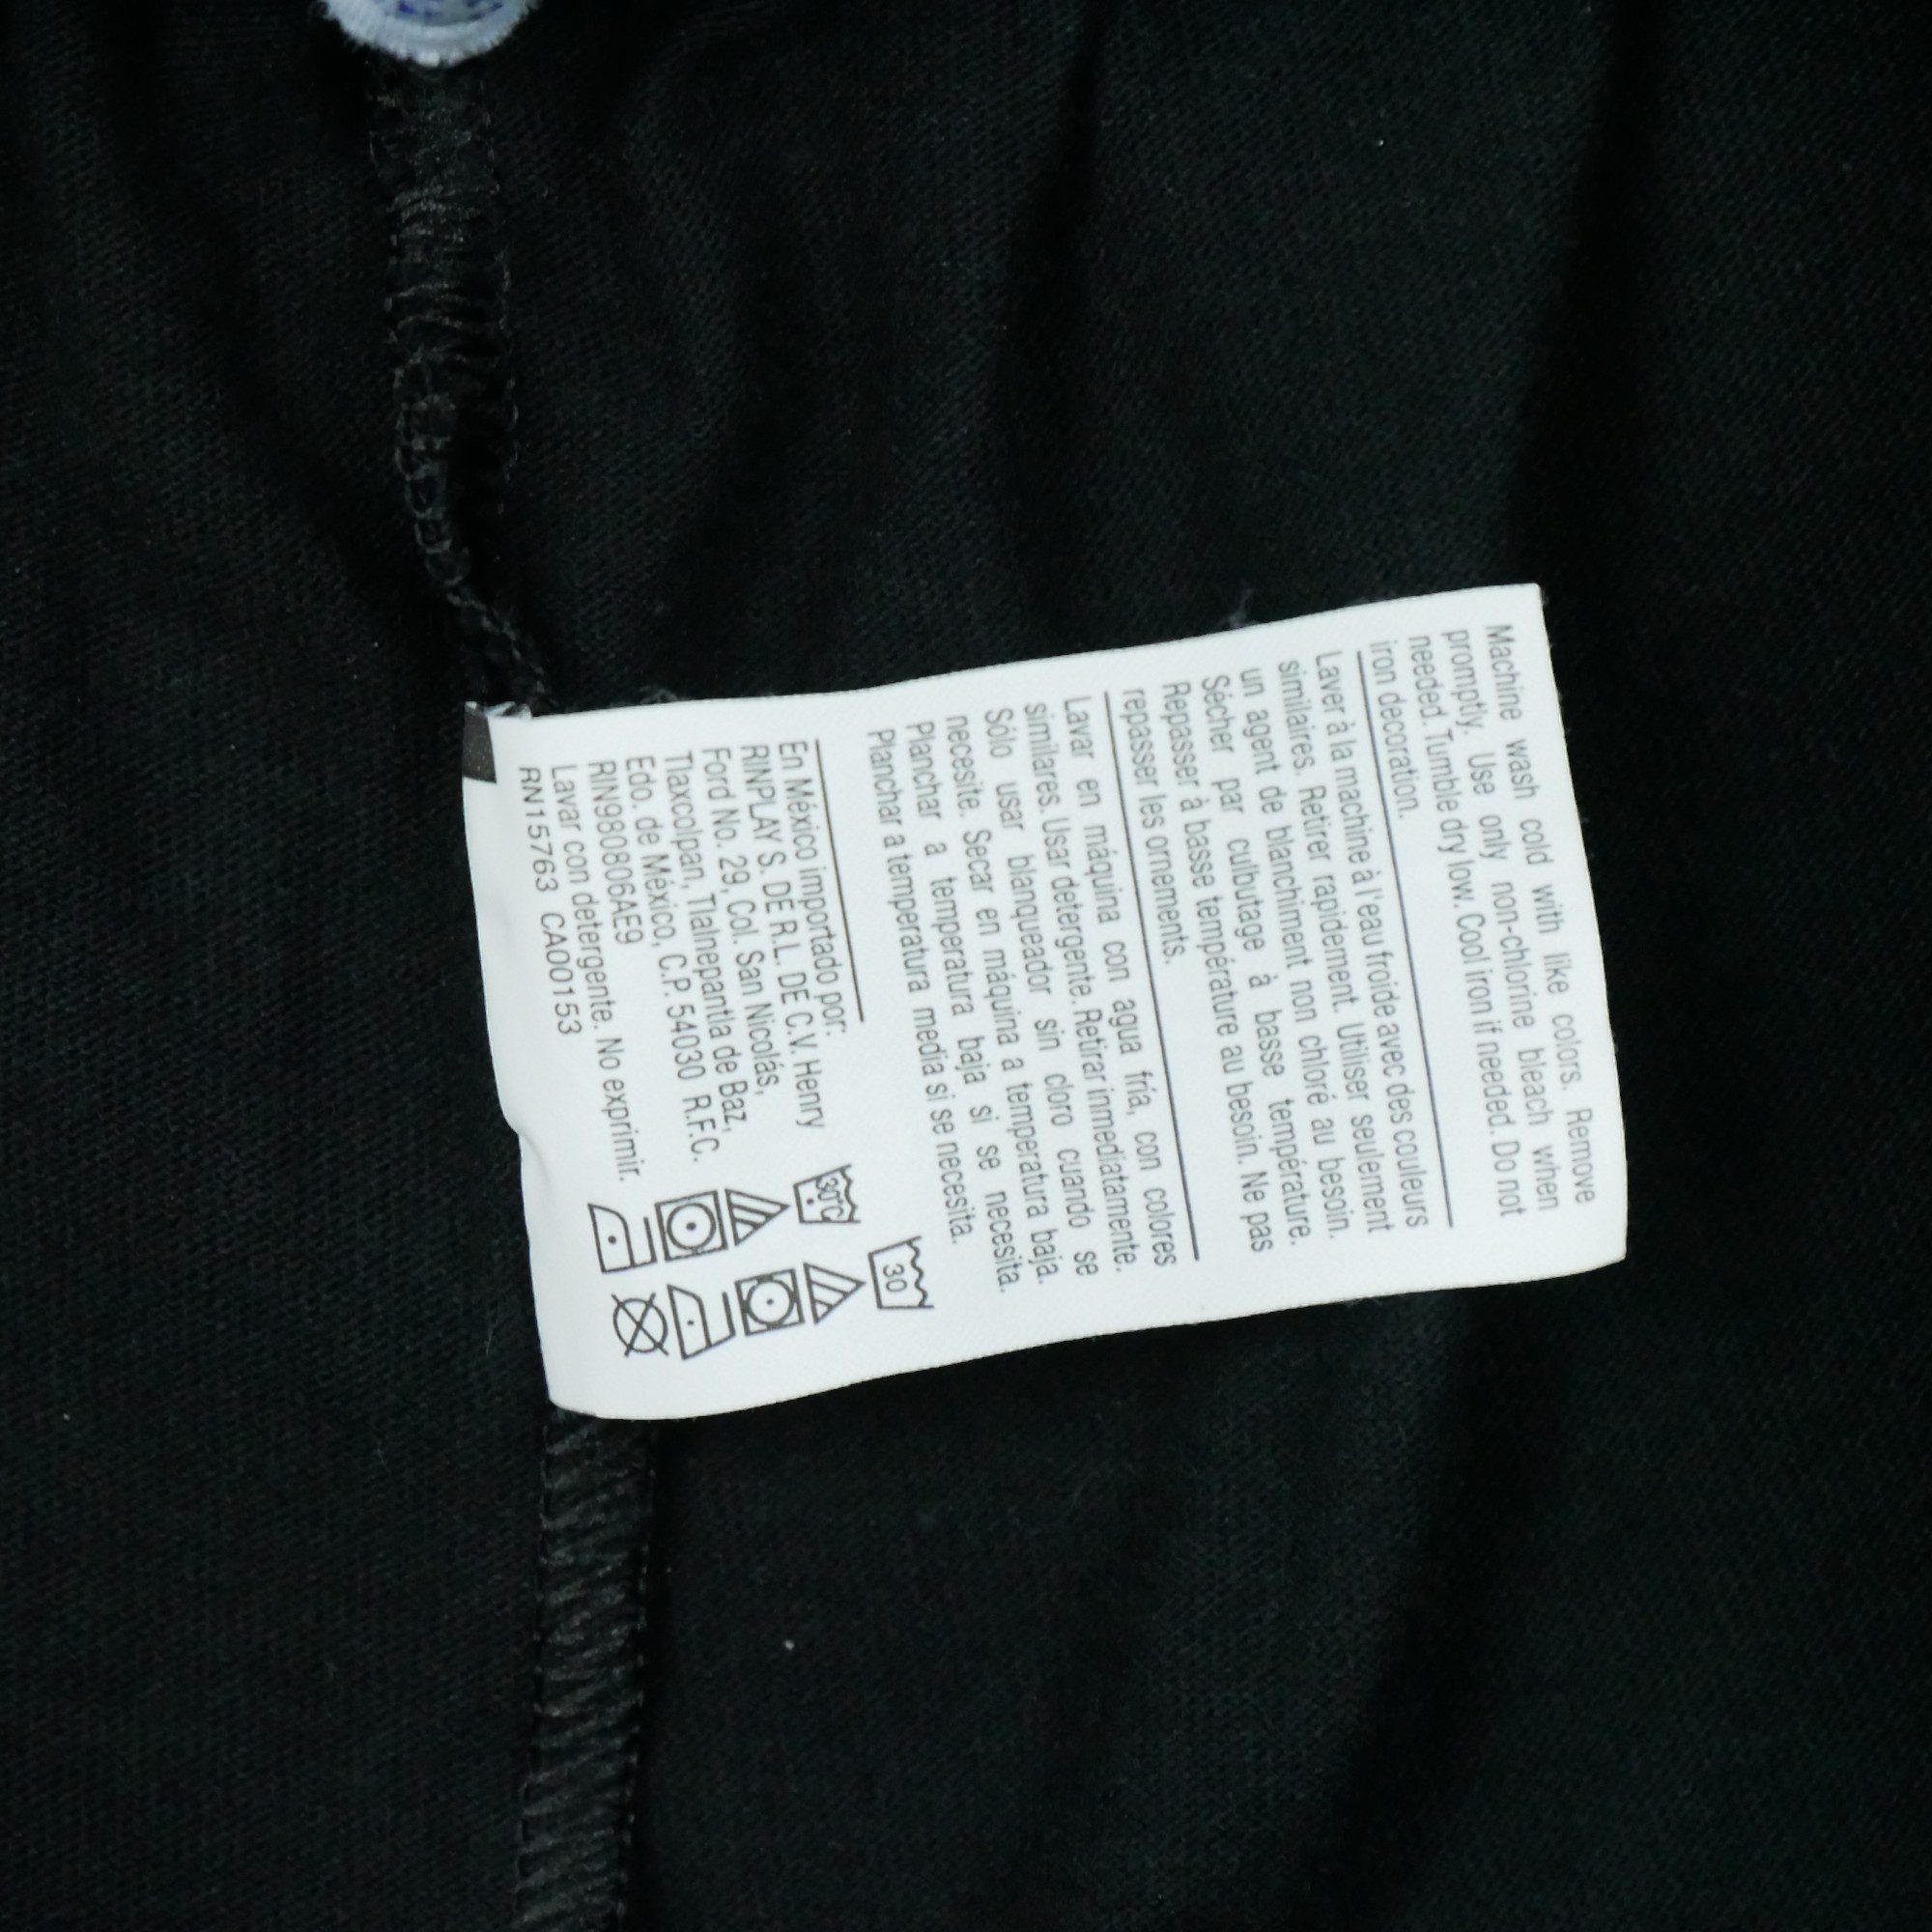 Machine wash cold with like colors. Remove
promptly. Use only non-chlorine bleach when
needed. Tumble dry low. Cool iron if needed. Do not
iron decoration.
Laver à la machine à l'eau froide avec des couleurs
similaires. Retirer rapidement. Utiliser seulement
un agent de blanchiment non chloré au besoin.
Sécher par culbutage à basse température.
Repasser à basse température au besoin. Ne pas
repasser les ornements.
Lavar en máquina con agua fría, con colores
similares. Usar detergente. Retirar inmediatamente.
Sólo usar blanqueador sin cloro cuando se
necesite. Secar en máquina a temperatura baja.
Planchar a temperatura baja si se necesita.
Planchar a temperatura media si se necesita.
En México importado por:
RINPLAY S. DE R.L. DE C.V. Henry
Ford No. 29, Col. San Nicolás,
Tlaxcolpan, Tlalnepantla de Baz,
Edo. de México, C.P. 54030 R.F.C.
RIN980806AE9
Lavar con detergente. No exprimir.
RN15763 CA00153
30
30°C